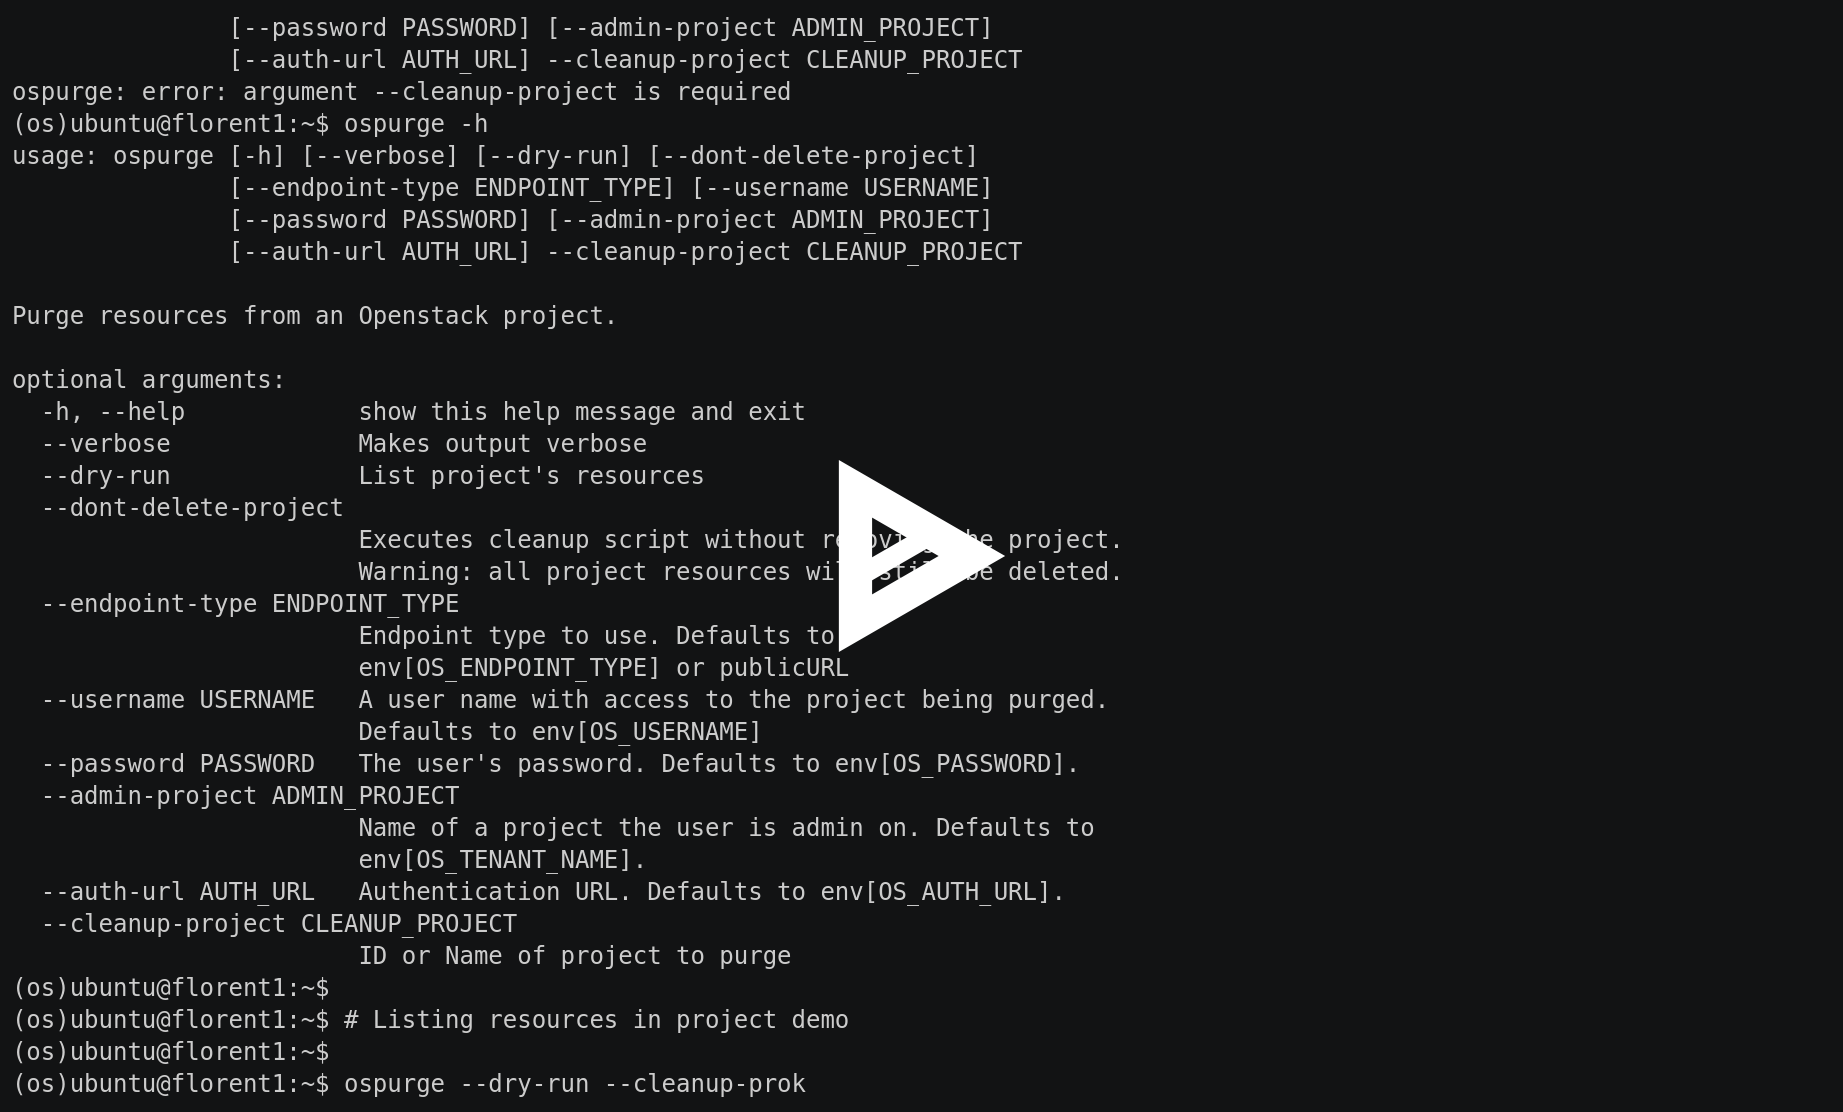 [--password PASSWORD] [--admin-project ADMIN_PROJECT]
[--auth-url AUTH_URL] --cleanup-project CLEANUP_PROJECT
ospurge: error: argument --cleanup-project is required
(os)ubuntu@florent1:~$ ospurge -h
usage: ospurge [-h] [--verbose] [--dry-run] [--dont-delete-project]
[--endpoint-type ENDPOINT_TYPE] [--username USERNAME]
[--password PASSWORD] [--admin-project ADMIN_PROJECT]
[--auth-url AUTH_URL] --cleanup-project CLEANUP_PROJECT
Purge resources from an Openstack project.
optional arguments:
-h, --help show this help message and exit
--verbose Makes output verbose
--dry-run List project's resources
--dont-delete-project
Executes cleanup script without project.
Warning: all project resources be deleted.
--endpoint-type ENDPOINT_TYPE
Endpoint type to use. Defaults to
env[OS_ENDPOINT_TYPE] or publicURL
--username USERNAME A user name with access to the project being purged.
Defaults to env[OS_USERNAME]
--password PASSWORD The user's password. Defaults to env[OS_PASSWORD].
--admin-project ADMIN_PROJECT
Name of a project the user is admin on. Defaults to
env[OS_TENANT_NAME].
--auth-url AUTH_URL Authentication URL. Defaults to env[OS_AUTH_URL].
--cleanup-project CLEANUP_PROJECT
ID or Name of project to purge
(os)ubuntu@florent1:~$
(os)ubuntu@florent1:~$ # Listing resources in project demo
(os)ubuntu@florent1:~$
(os)ubuntu@florent1:~$ ospurge --dry-run --cleanup-prok